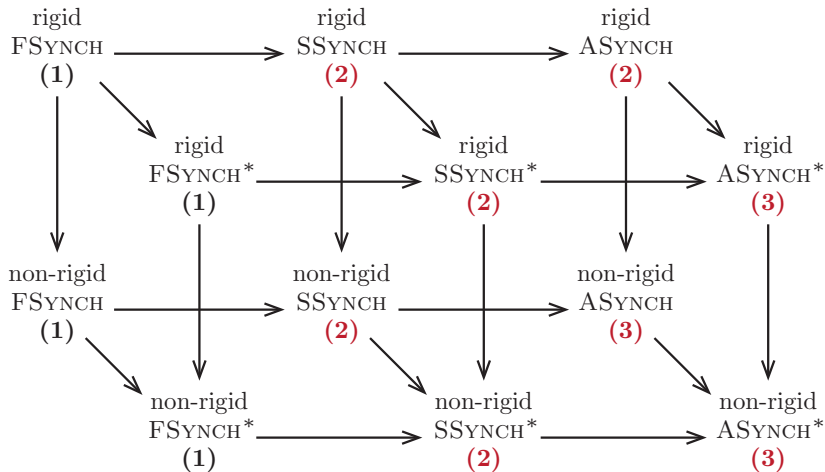 rigid
FSYNCH
(1)
rigid
SSYNCH
(2)
rigid
ASYNCH
(2)
rigid
FSYNCH*
(1)
rigid
SSYNCH*
(2)
rigid
ASYNCH*
(3)
non-rigid
FSYNCH
(1)
non-rigid
SSYNCH
(2)
non-rigid
ASYNCH
(3)
non-rigid
FSYNCH*
(1)
non-rigid
SSYNCH*
(2)
non-rigid
ASYNCH*
(3)